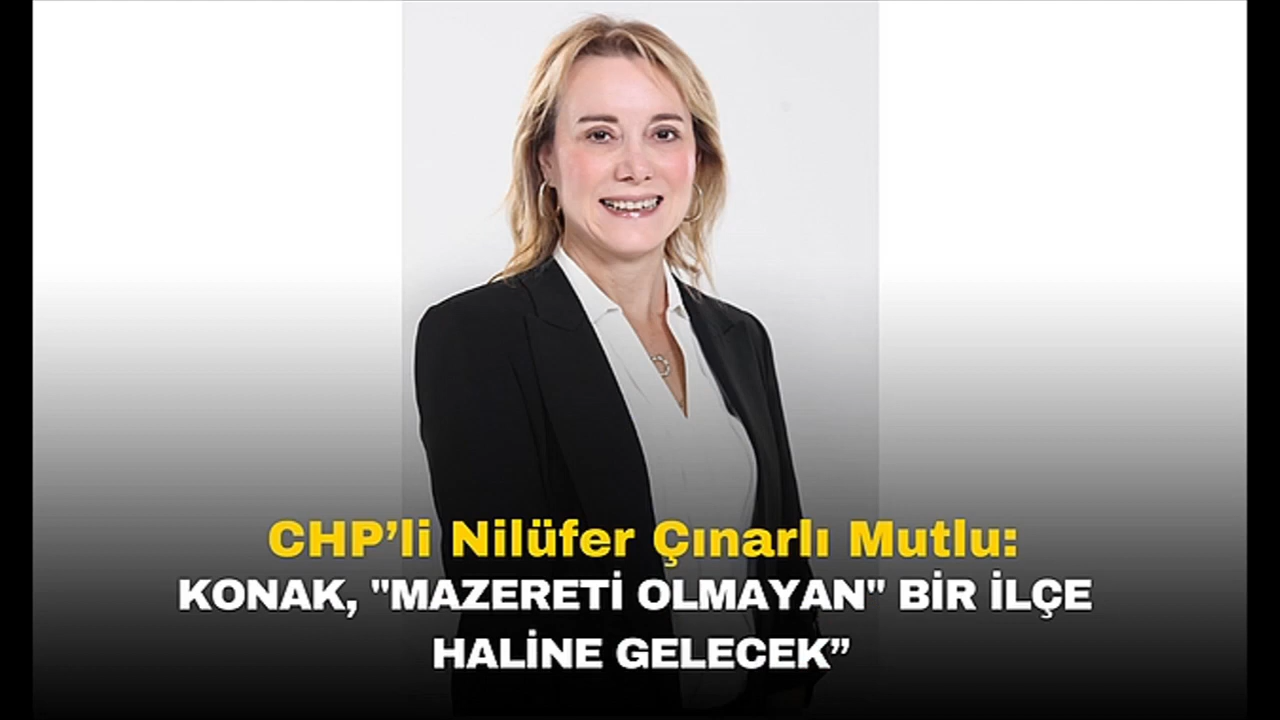 CHP’li Nilüfer Çınarlı Mutlu:
KONAK, "MAZERETİ OLMAYAN" BİR İLÇE
HALİNE GELECEK”